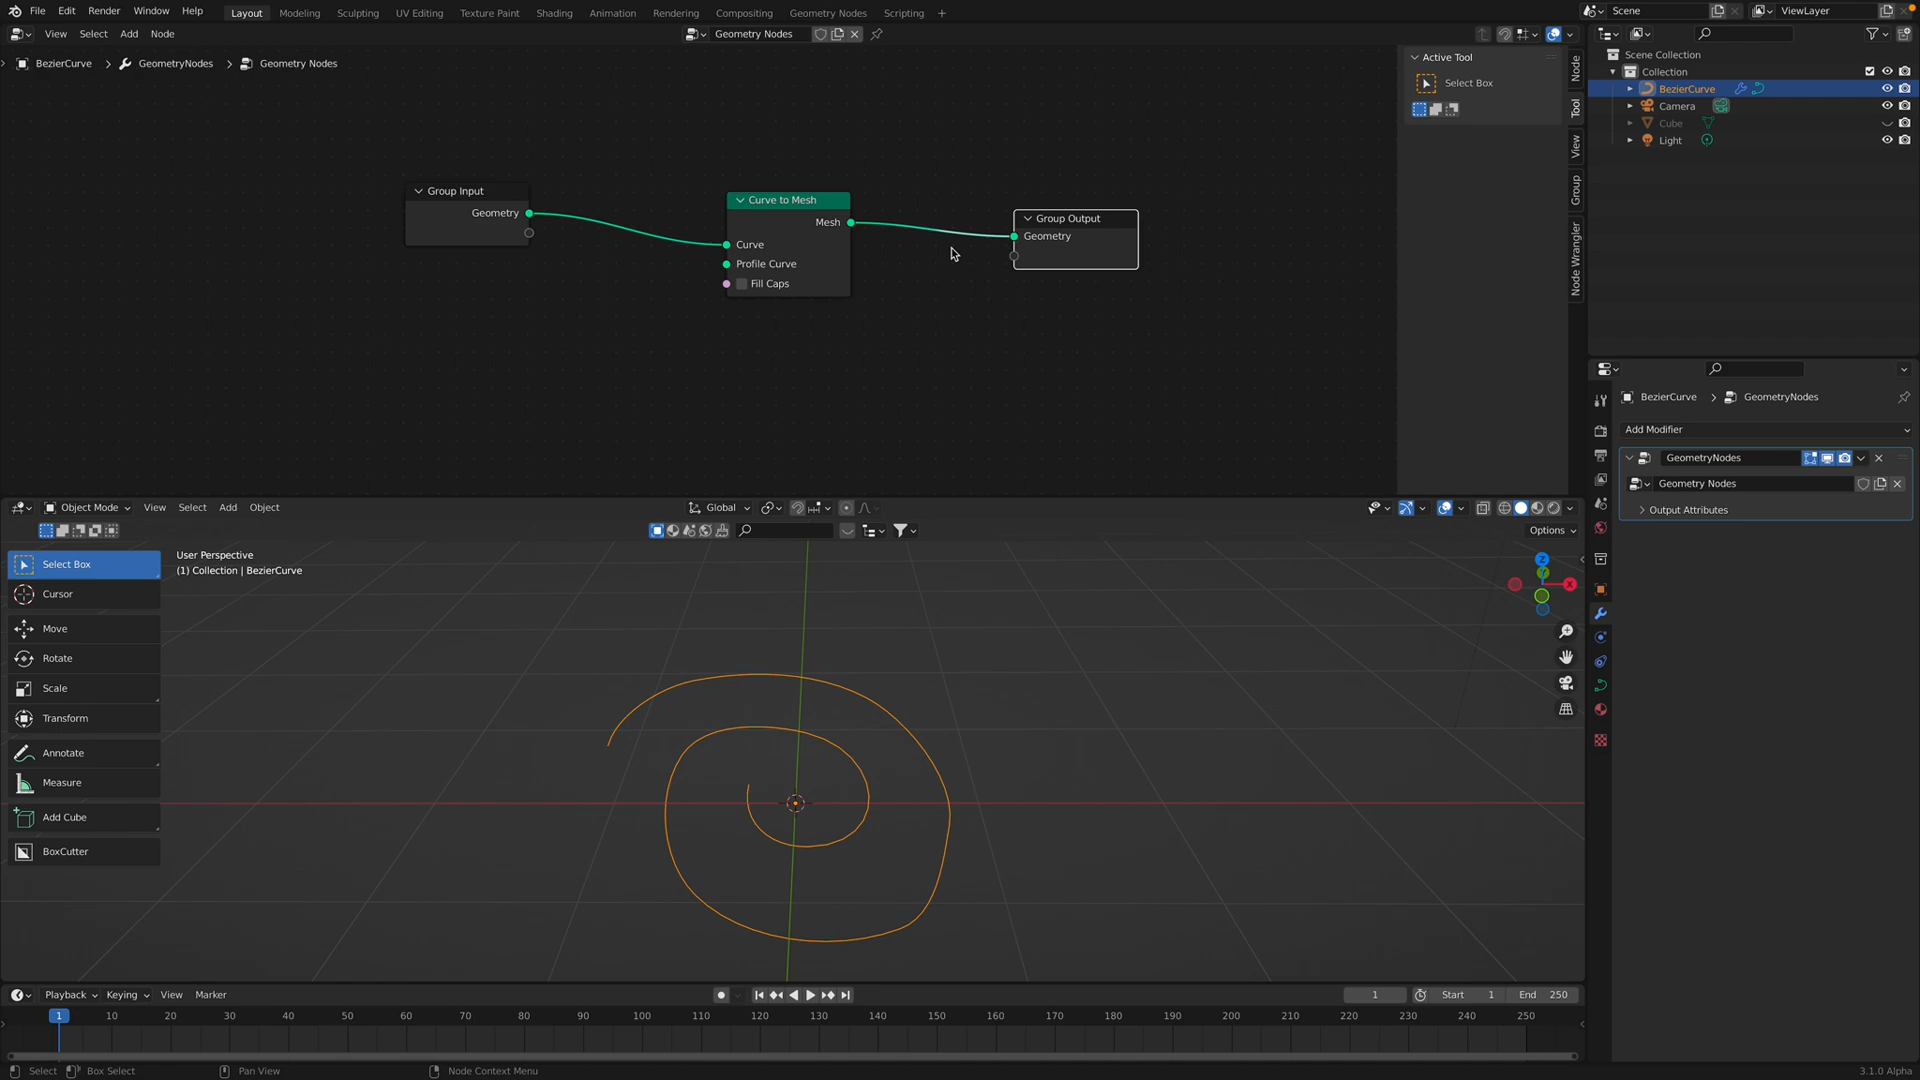 File Edit Render Window Help Layout Modeling Sculpting UV Editing Texture Paint Shading Animation Rendering Compositing Geometry Nodes Scripting + Scene ViewLayer
View Select Add Node Geometry Nodes
BezierCurve > GeometryNodes > Geometry Nodes
Active Tool
Select Box
Node
Tool
View
Group
Node Wrangler
Group Input
Geometry
Curve to Mesh
Mesh
Curve
Profile Curve
Fill Caps
Group Output
Geometry
Scene Collection
Collection
BezierCurve
Camera
Cube
Light
BezierCurve > GeometryNodes
Add Modifier
GeometryNodes
Geometry Nodes
Output Attributes
Object Mode View Select Add Object Global
Options
Select Box
Cursor
Move
Rotate
Scale
Transform
Annotate
Measure
Add Cube
BoxCutter
User Perspective
(1) Collection | BezierCurve
Z
Y
X
Playback Keying View Marker 1 Start 1 End 250
1 10 20 30 40 50 60 70 80 90 100 110 120 130 140 150 160 170 180 190 200 210 220 230 240 250
Select Box Select Pan View Node Context Menu 3.1.0 Alpha